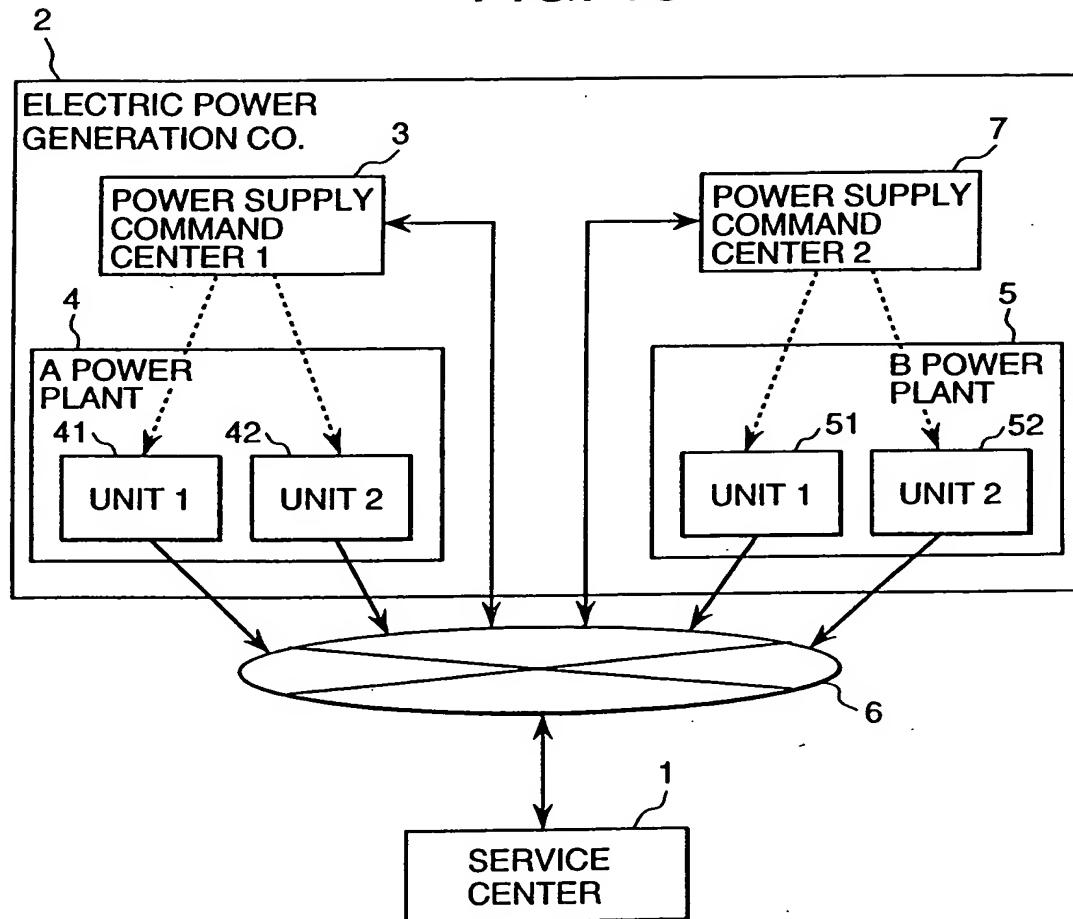 2
ELECTRIC POWER
GENERATION CO.
3
7
POWER SUPPLY
COMMAND
CENTER 1
POWER SUPPLY
COMMAND
CENTER 2
4
5
A POWER
PLANT
B POWER
PLANT
41
42
51
52
UNIT 1
UNIT 2
UNIT 1
UNIT 2
6
1
SERVICE
CENTER